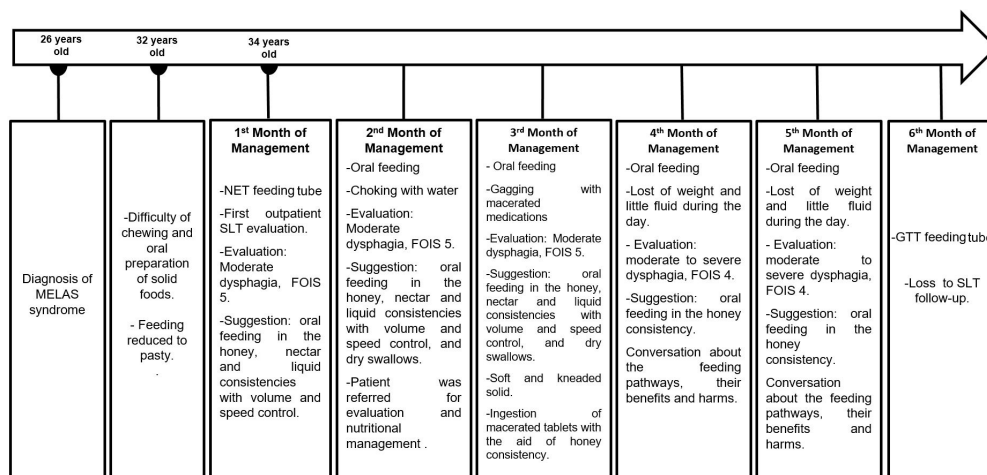 26 years
old
32 years
old
34 years
old
Diagnosis of
MELAS
syndrome
-Difficulty of
chewing and
oral
preparation
of solid
foods.
- Feeding
reduced to
pasty.
.
1st Month of
Management
-NET feeding tube
-First outpatient
SLT evaluation.
-Evaluation:
Moderate
dysphagia, FOIS
5.
-Suggestion: oral
feeding in the
honey, nectar
and liquid
consistencies
with volume and
speed control.
2nd Month of
Management
-Oral feeding
-Choking with water
-Evaluation:
Moderate
dysphagia, FOIS 5.
-Suggestion: oral
feeding in the
honey, nectar and
liquid consistencies
with volume and
speed control, and
dry swallows.
-Patient was
referred for
evaluation and
nutritional
management .
3rd Month of
Management
- Oral feeding
-Gagging with
macerated
medications
-Evaluation: Moderate
dysphagia, FOIS 5.
-Suggestion: oral
feeding in the honey,
nectar and liquid
consistencies with
volume and speed
control, and dry
swallows.
-Soft and kneaded
solid.
-Ingestion of
macerated tablets with
the aid of honey
consistency.
4th Month of
Management
-Oral feeding
-Lost of weight and
little fluid during the
day.
- Evaluation:
moderate to severe
dysphagia, FOIS 4.
-Suggestion: oral
feeding in the honey
consistency.
Conversation about
the feeding
pathways, their
benefits and harms.
5th Month of
Management
-Oral feeding
-Lost of weight
and little fluid
during the day.
- Evaluation:
moderate to
severe dysphagia,
FOIS 4.
-Suggestion: oral
feeding in the
honey
consistency.
Conversation
about the feeding
pathways, their
benefits and
harms.
6th Month of
Management
-GTT feeding tube
-Loss to SLT
follow-up.